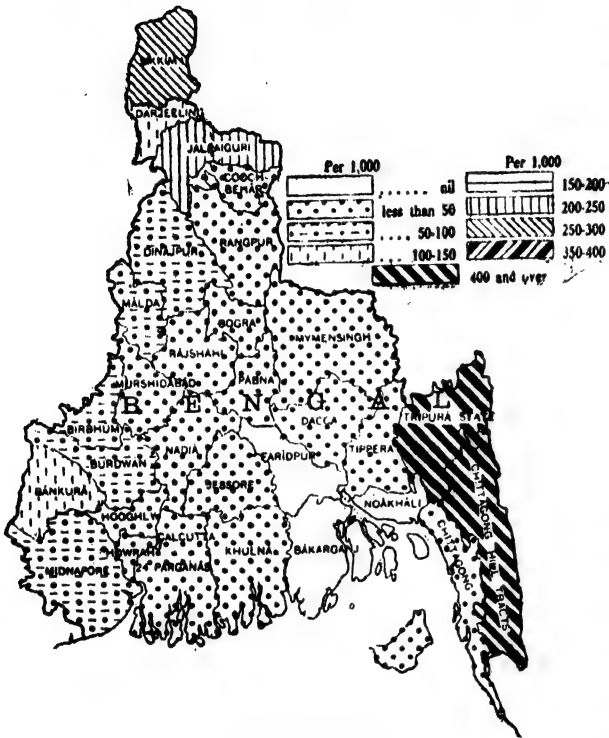 SIKKIM
DARJEELING
JALPAIGURI
COOCH-
BEHAR
Per 1,000
Per 1,000
..... nil
less than 50
.... 50-100
.... 100-150
150-200
200-250
250-300
350-400
400 and over
DINAJPUR
RANGPUR
MALDA
BOGRA
MYMENSINGH
RAJSHAHI
MURSHIDABAD
PABNA
BENGAL
TRIPURA STATE
DACCA
BIRBHUM
NADIA
FARIDPUR
TIPPERA
BURDWAN
BANKURA
JESSORE
NOAKHALI
CHITTAGONG HILL TRACTS
HOOGHLY
HOWRAH
CALCUTTA
KHULNA
BAKARGANJ
CHITTAGONG
MIDNAPORE
24 PARGANAS